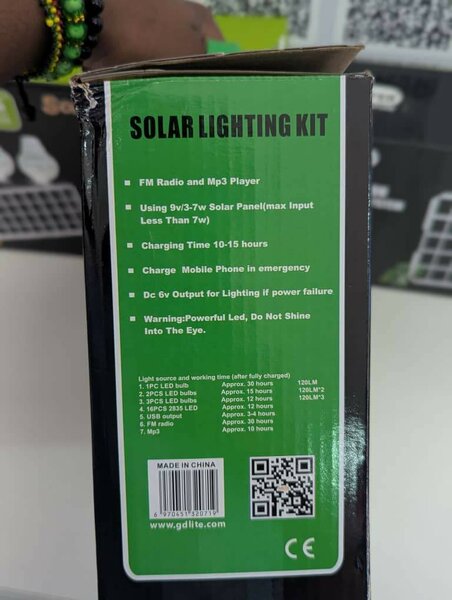 SOLAR LIGHTING KIT
FM Radio and Mp3 Player
Using 9v/3-7w Solar Panel(max Input
Less Than 7w)
Charging Time 10-15 hours
Charge Mobile Phone in emergency
Dc 6v Output for Lighting if power failure
Warning:Powerful Led, Do Not Shine
Into The Eye.
Light source and working time (after fully charged)
1. 1PC LED bulb Approx. 30 hours 120LM
2. 2PCS LED bulbs Approx. 15 hours 120LM*2
3. 3PCS LED bulbs Approx. 12 hours 120LM*3
4. 16PCS 2835 LED Approx. 12 hours
5. USB output Approx. 3-4 hours
6. FM radio Approx. 30 hours
7. Mp3 Approx. 10 hours
MADE IN CHINA
6 970451 320719
www.gdlite.com
CE